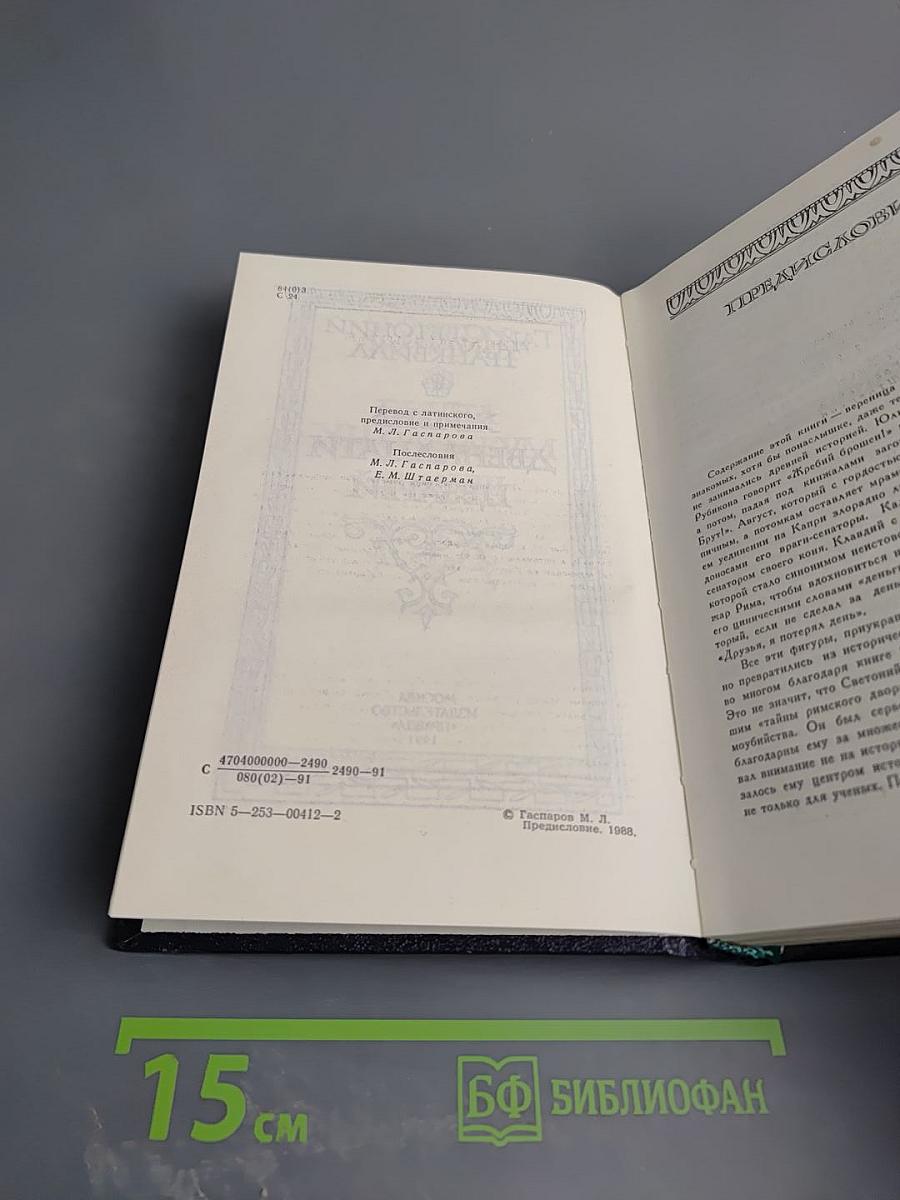 84(0)3
С 24
Перевод с латинского,
предисловие и примечания
М. Л. Гаспарова
Послесловия
М. Л. Гаспарова,
Е. М. Штаерман
С 4704000000—2490
080(02)—91
2490—91
ISBN 5—253—00412—2
© Гаспаров М. Л.
Предисловие. 1988.
ПРЕДИСЛОВИ
Содержание этой книги — вереница
знакомых, хотя бы понаслышке, даже те
не занимались древней историей. Юл
Рубикона говорит «Жребий брошен!»
а потом, падая под кинжалами заго
Брут!». Август, который с гордостью
пичным, а потомкам оставляет мрам
ем уединении на Капри злорадно
доносами его враги-сенаторы. Ка
сенатором своего коня. Клавдий с
которой стало синонимом неистов
жар Рима, чтобы вдохновиться н
его циническими словами «деньг
торый, если не сделал за день
«Друзья, я потерял день».
Все эти фигуры, приукра
но превратились из историчес
во многом благодаря книге
Это не значит, что Светоний
шим «тайны римского двор
моубийства. Он был серь
благодарны ему за множе
вал внимание не на истор
залось ему центром исто
не только для ученых. П
15 см
БФ БИБЛИОФАН